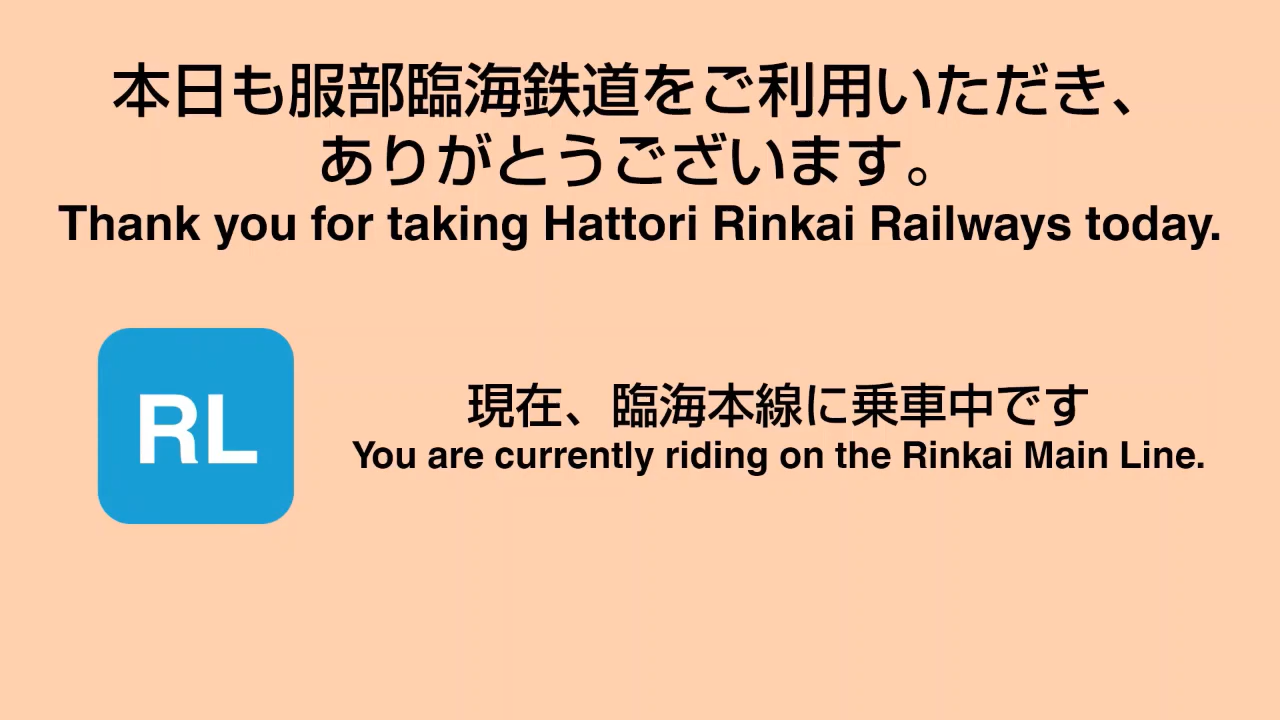 本日も服部臨海鉄道をご利用いただき、
ありがとうございます。
Thank you for taking Hattori Rinkai Railways today.
RL
現在、臨海本線に乗車中です
You are currently riding on the Rinkai Main Line.